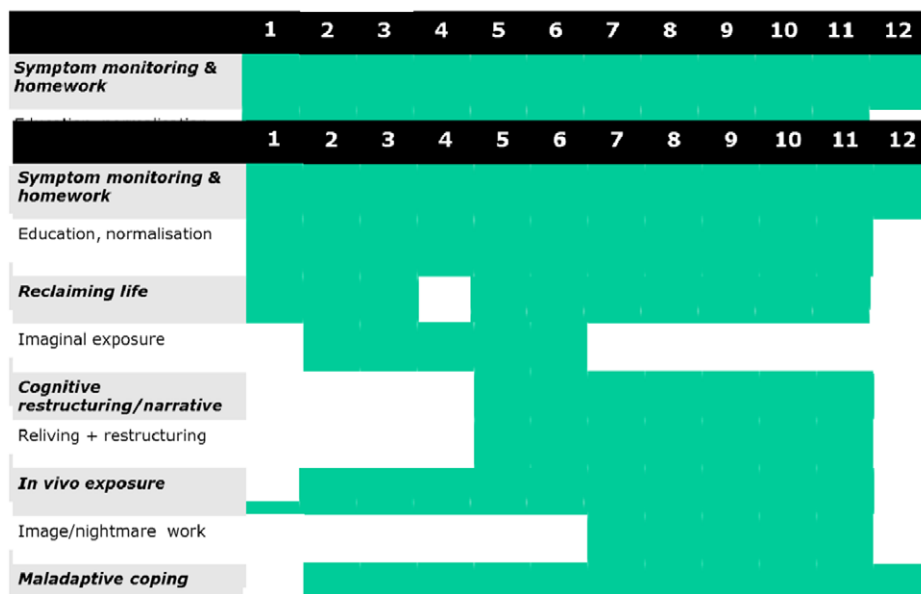 1 2 3 4 5 6 7 8 9 10 11 12
Symptom monitoring &
homework
1 2 3 4 5 6 7 8 9 10 11 12
Symptom monitoring &
homework
Education, normalisation
Reclaiming life
Imaginal exposure
Cognitive
restructuring/narrative
Reliving + restructuring
In vivo exposure
Image/nightmare work
Maladaptive coping